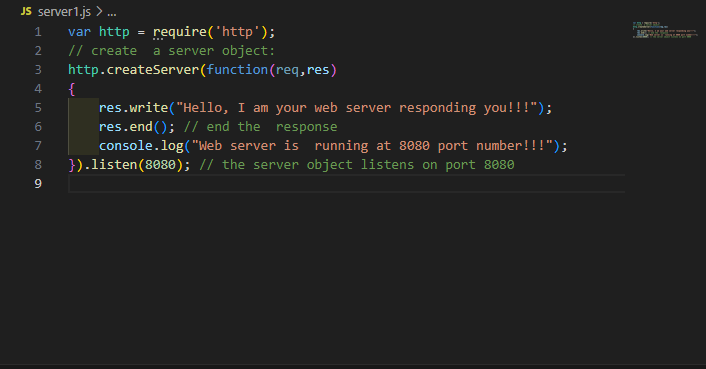 JS server1.js > ...
1 var http = require('http');
2 // create  a server object:
3 http.createServer(function(req,res)
4 {
5     res.write("Hello, I am your web server responding you!!!");
6     res.end(); // end the  response
7     console.log("Web server is  running at 8080 port number!!!");
8 }).listen(8080); // the server object listens on port 8080
9